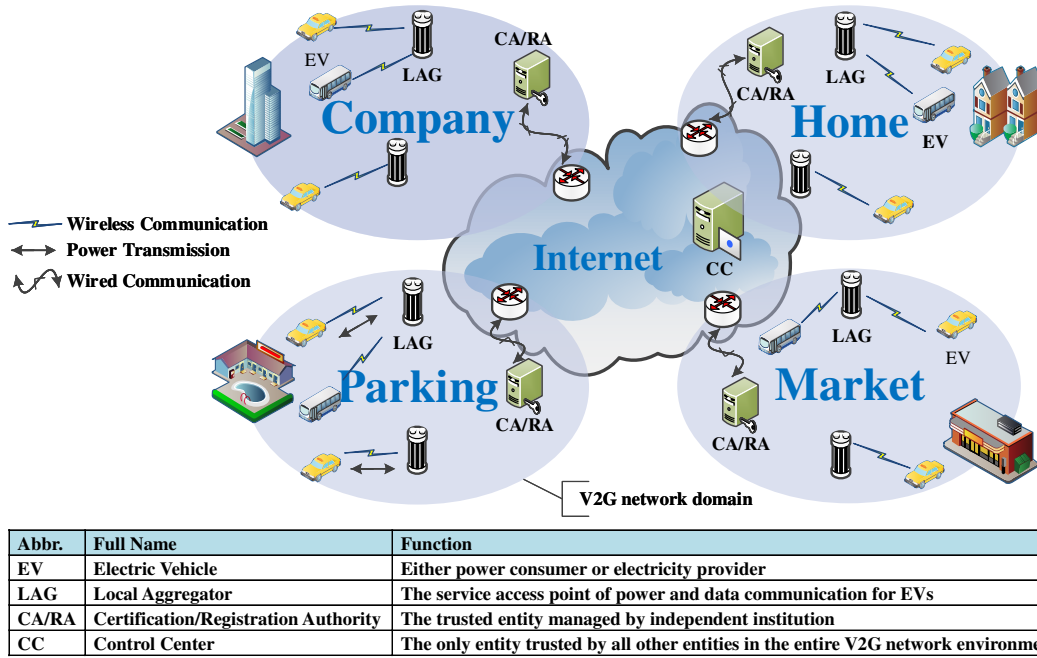 CA/RA
EV
LAG
Company
LAG
CA/RA
Home
EV
Wireless Communication
Power Transmission
Wired Communication
Internet
CC
LAG
Parking
CA/RA
LAG
EV
Market
CA/RA
V2G network domain
Abbr. Full Name Function
EV Electric Vehicle Either power consumer or electricity provider
LAG Local Aggregator The service access point of power and data communication for EVs
CA/RA Certification/Registration Authority The trusted entity managed by independent institution
CC Control Center The only entity trusted by all other entities in the entire V2G network environme